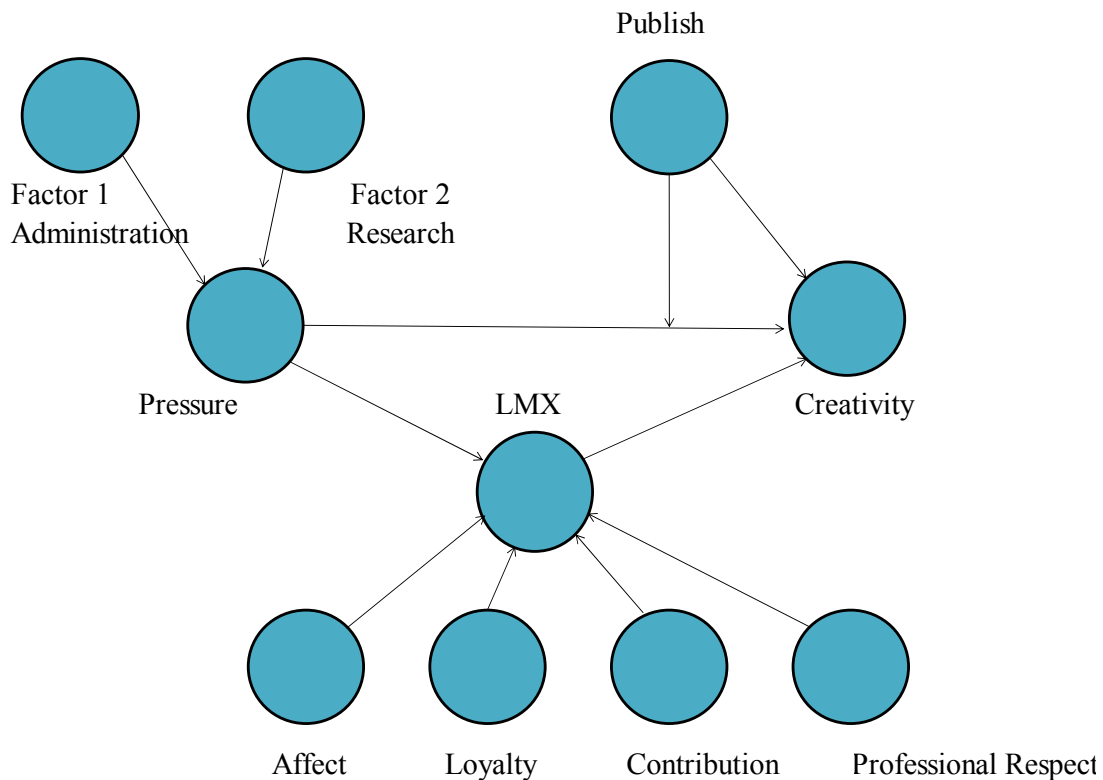 Publish
Factor 1
Administration
Factor 2
Research
Pressure
LMX
Creativity
Affect
Loyalty
Contribution
Professional Respect